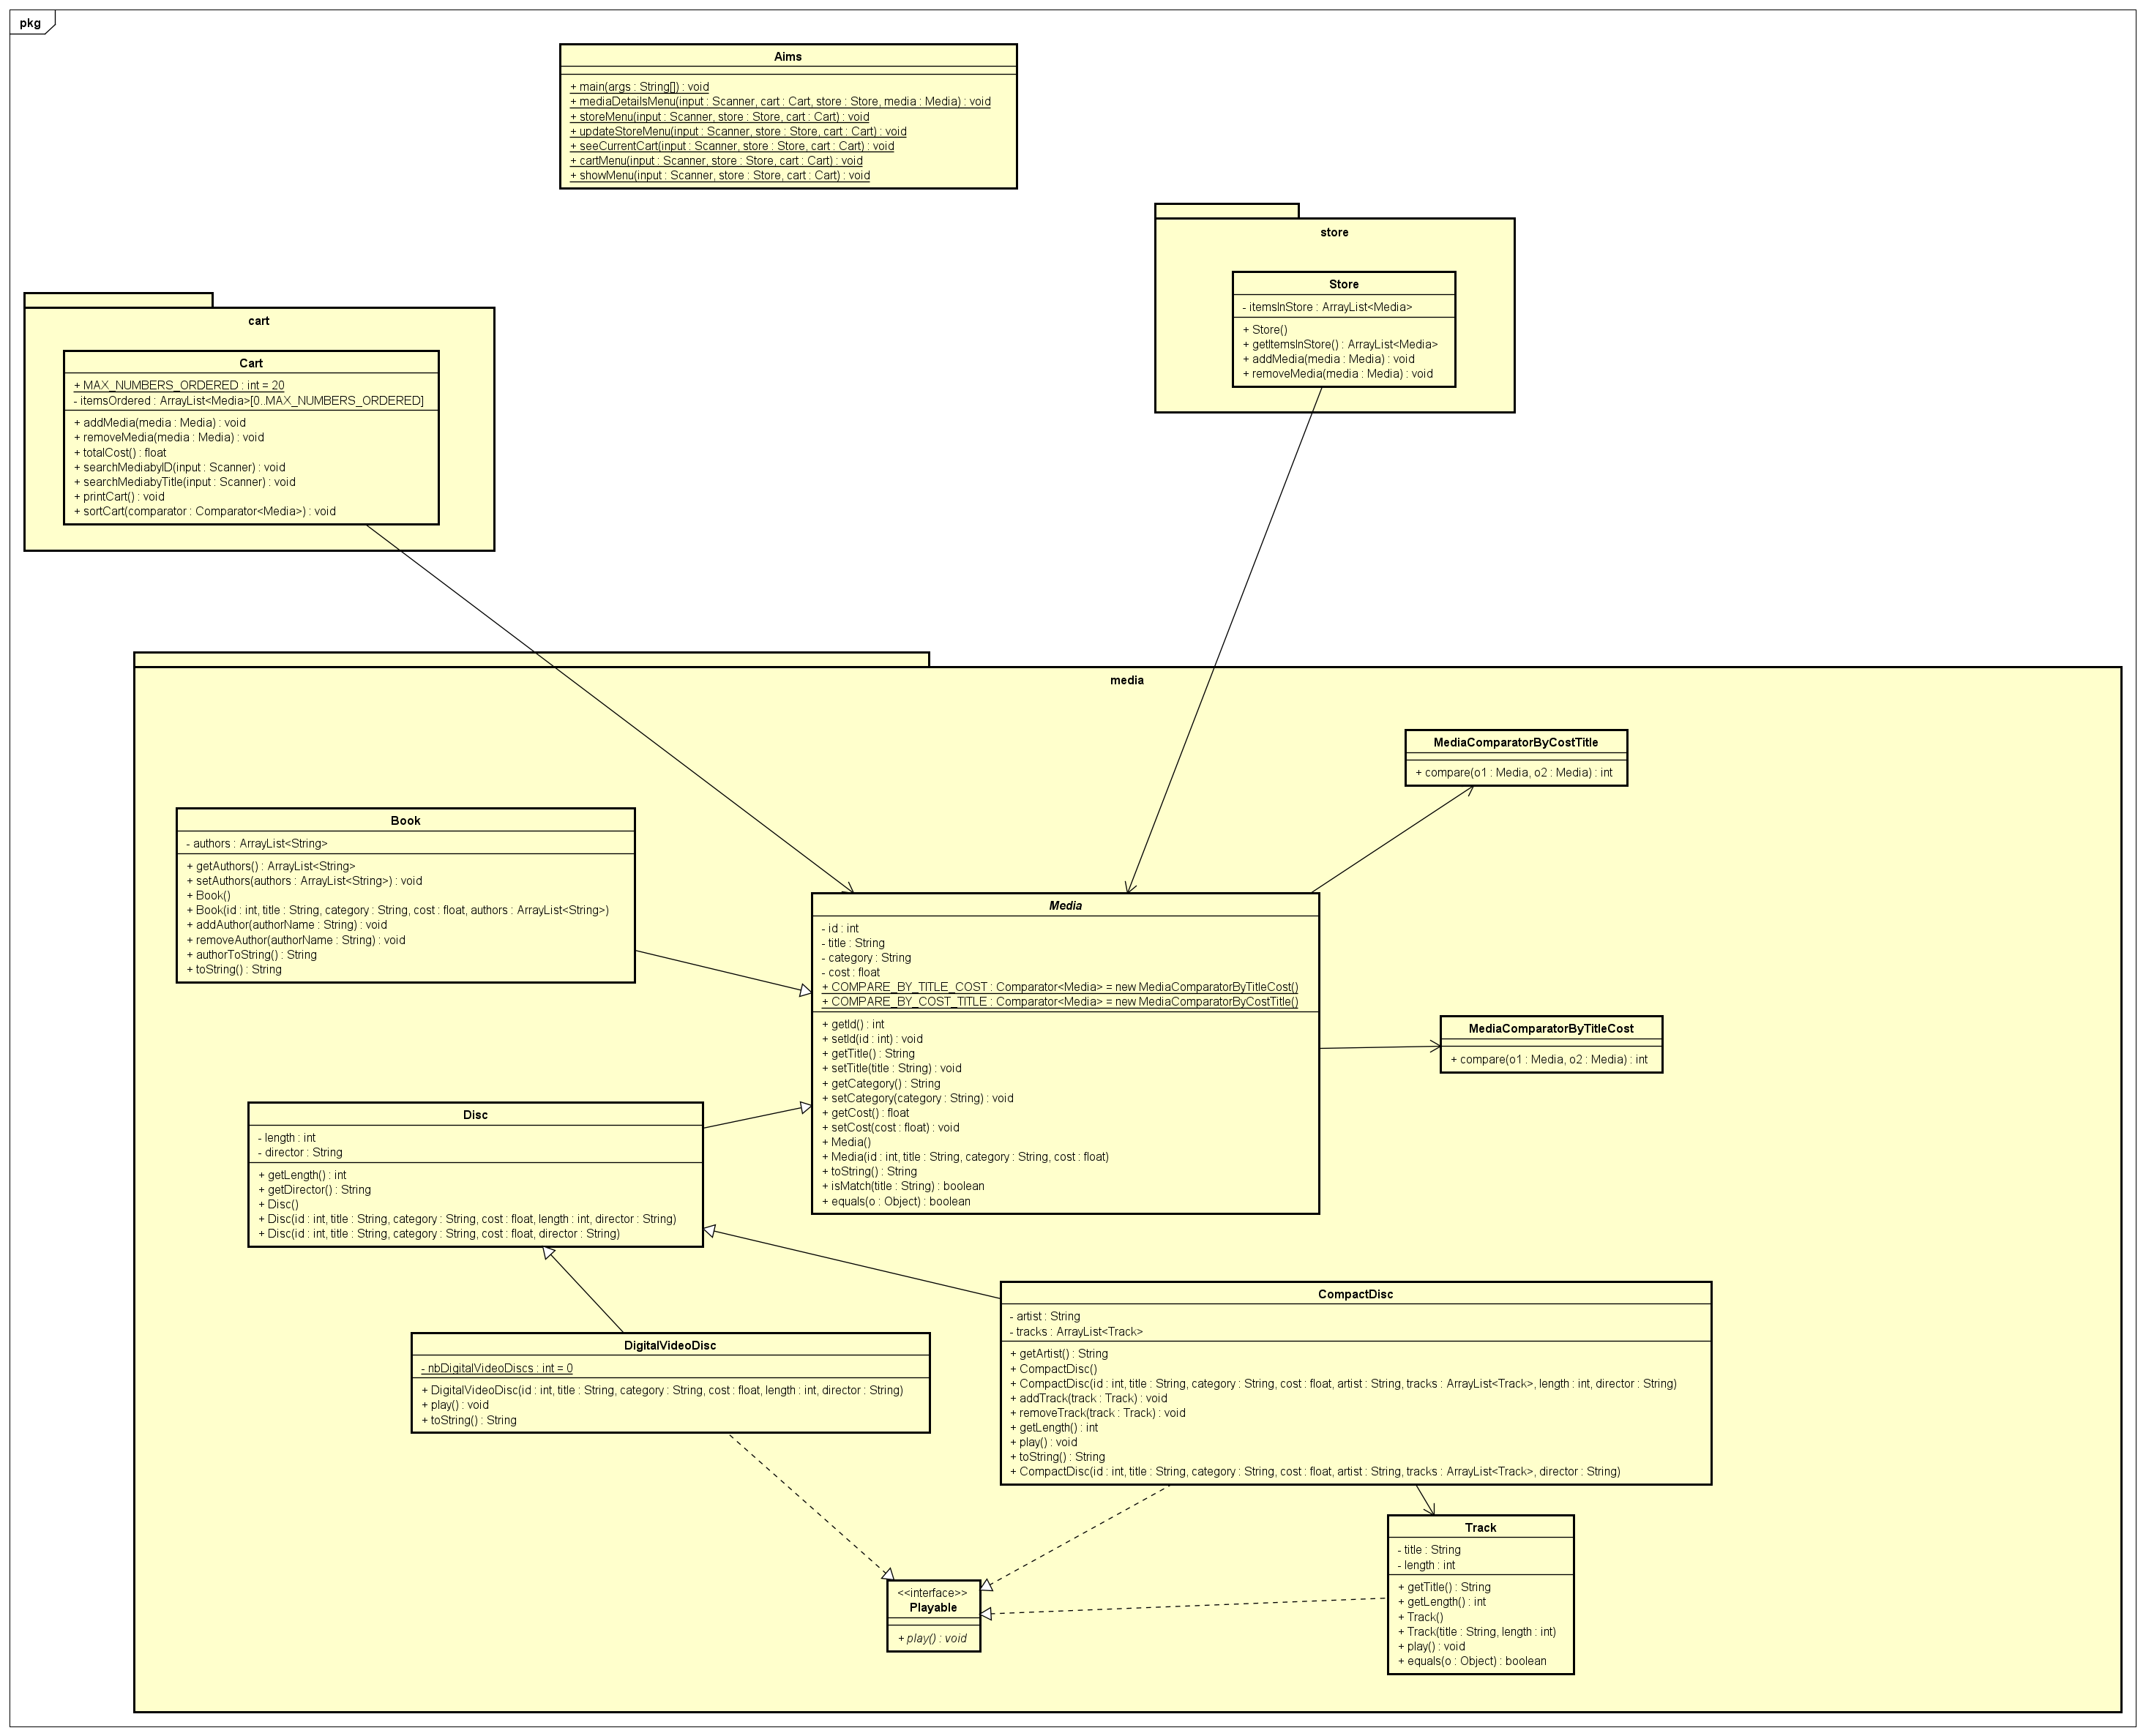 pkg
Aims
+ main(args : String[]) : void
+ mediaDetailsMenu(input : Scanner, cart : Cart, store : Store, media : Media) : void
+ storeMenu(input : Scanner, store : Store, cart : Cart) : void
+ updateStoreMenu(input : Scanner, store : Store, cart : Cart) : void
+ seeCurrentCart(input : Scanner, store : Store, cart : Cart) : void
+ cartMenu(input : Scanner, store : Store, cart : Cart) : void
+ showMenu(input : Scanner, store : Store, cart : Cart) : void
store
Store
- itemsInStore : ArrayList<Media>
+ Store()
+ getItemsInStore() : ArrayList<Media>
+ addMedia(media : Media) : void
+ removeMedia(media : Media) : void
cart
Cart
+ MAX_NUMBERS_ORDERED : int = 20
- itemsOrdered : ArrayList<Media>[0..MAX_NUMBERS_ORDERED]
+ addMedia(media : Media) : void
+ removeMedia(media : Media) : void
+ totalCost() : float
+ searchMediabyID(input : Scanner) : void
+ searchMediabyTitle(input : Scanner) : void
+ printCart() : void
+ sortCart(comparator : Comparator<Media>) : void
media
MediaComparatorByCostTitle
+ compare(o1 : Media, o2 : Media) : int
Book
- authors : ArrayList<String>
+ getAuthors() : ArrayList<String>
+ setAuthors(authors : ArrayList<String>) : void
+ Book()
+ Book(id : int, title : String, category : String, cost : float, authors : ArrayList<String>)
+ addAuthor(authorName : String) : void
+ removeAuthor(authorName : String) : void
+ authorToString() : String
+ toString() : String
Media
- id : int
- title : String
- category : String
- cost : float
+ COMPARE_BY_TITLE_COST : Comparator<Media> = new MediaComparatorByTitleCost()
+ COMPARE_BY_COST_TITLE : Comparator<Media> = new MediaComparatorByCostTitle()
+ getId() : int
+ setId(id : int) : void
+ getTitle() : String
+ setTitle(title : String) : void
+ getCategory() : String
+ setCategory(category : String) : void
+ getCost() : float
+ setCost(cost : float) : void
+ Media()
+ Media(id : int, title : String, category : String, cost : float)
+ toString() : String
+ isMatch(title : String) : boolean
+ equals(o : Object) : boolean
MediaComparatorByTitleCost
+ compare(o1 : Media, o2 : Media) : int
Disc
- length : int
- director : String
+ getLength() : int
+ getDirector() : String
+ Disc()
+ Disc(id : int, title : String, category : String, cost : float, length : int, director : String)
+ Disc(id : int, title : String, category : String, cost : float, director : String)
CompactDisc
- artist : String
- tracks : ArrayList<Track>
+ getArtist() : String
+ CompactDisc()
+ CompactDisc(id : int, title : String, category : String, cost : float, artist : String, tracks : ArrayList<Track>, length : int, director : String)
+ addTrack(track : Track) : void
+ removeTrack(track : Track) : void
+ getLength() : int
+ play() : void
+ toString() : String
+ CompactDisc(id : int, title : String, category : String, cost : float, artist : String, tracks : ArrayList<Track>, director : String)
DigitalVideoDisc
- nbDigitalVideoDiscs : int = 0
+ DigitalVideoDisc(id : int, title : String, category : String, cost : float, length : int, director : String)
+ play() : void
+ toString() : String
Track
- title : String
- length : int
+ getTitle() : String
+ getLength() : int
+ Track()
+ Track(title : String, length : int)
+ play() : void
+ equals(o : Object) : boolean
<<interface>>
Playable
+ play() : void